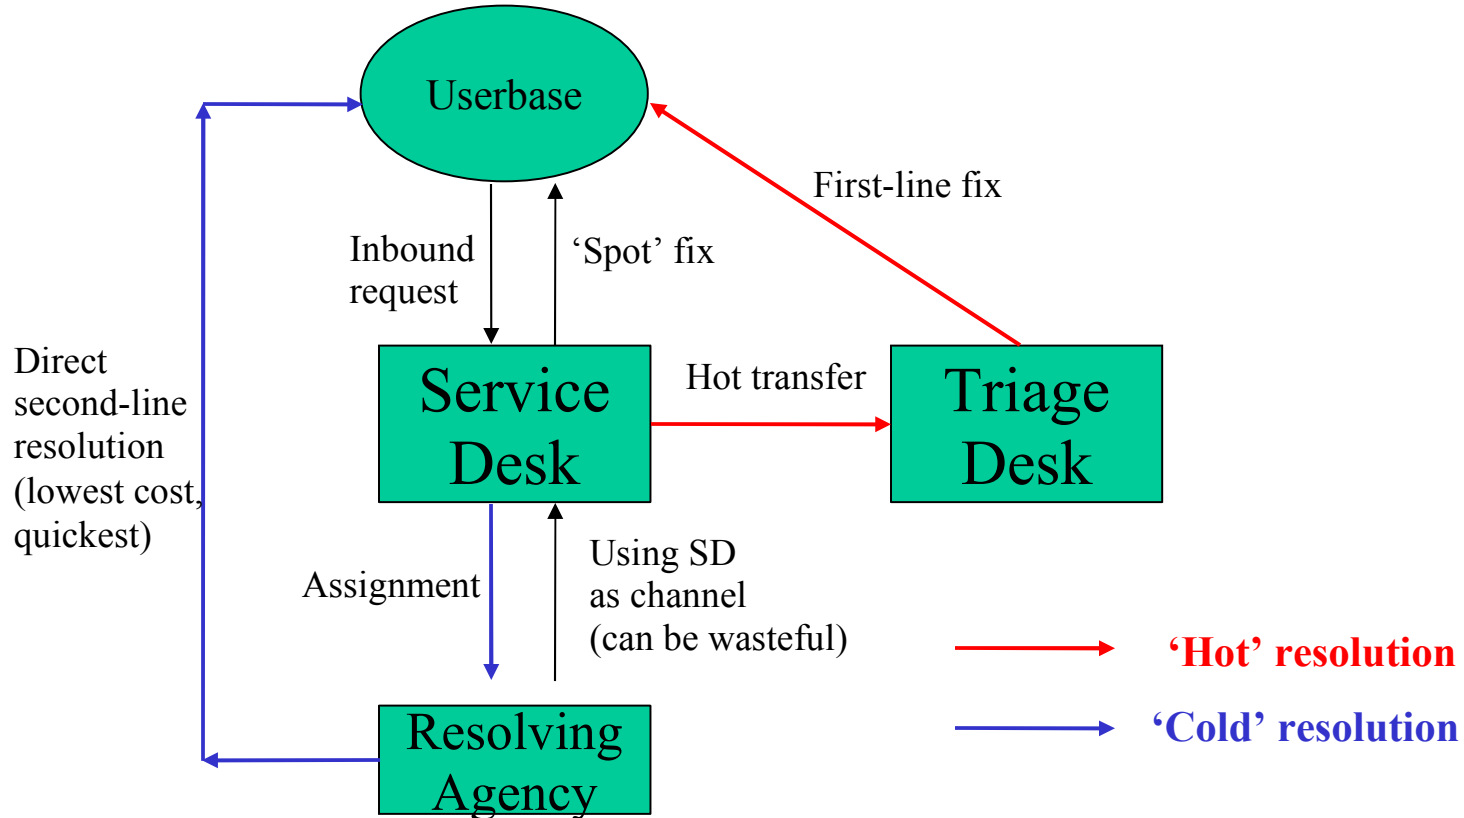 Userbase
First-line fix
Inbound
request
‘Spot’ fix
Direct
second-line
resolution
(lowest cost,
quickest)
Service
Desk
Hot transfer
Triage
Desk
Assignment
Using SD
as channel
(can be wasteful)
Resolving
Agency
‘Hot’ resolution
‘Cold’ resolution